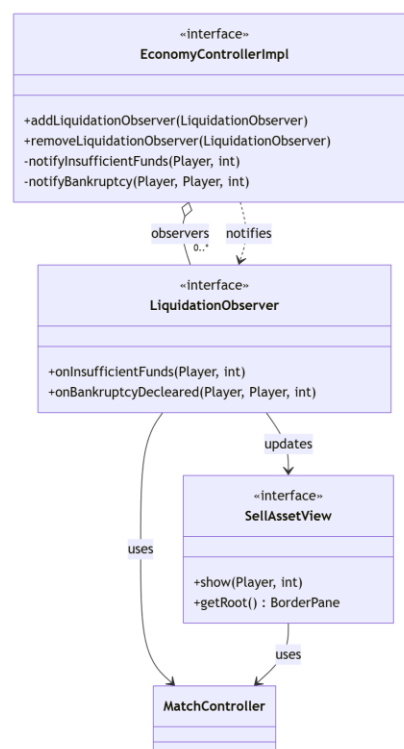 «interface»
EconomyControllerImpl
+addLiquidationObserver(LiquidationObserver)
+removeLiquidationObserver(LiquidationObserver)
-notifyInsufficientFunds(Player, int)
-notifyBankruptcy(Player, Player, int)
observers
notifies
0..*
«interface»
LiquidationObserver
+onInsufficientFunds(Player, int)
+onBankruptcyDecleared(Player, Player, int)
updates
«interface»
SellAssetView
uses
+show(Player, int)
+getRoot() : BorderPane
uses
MatchController